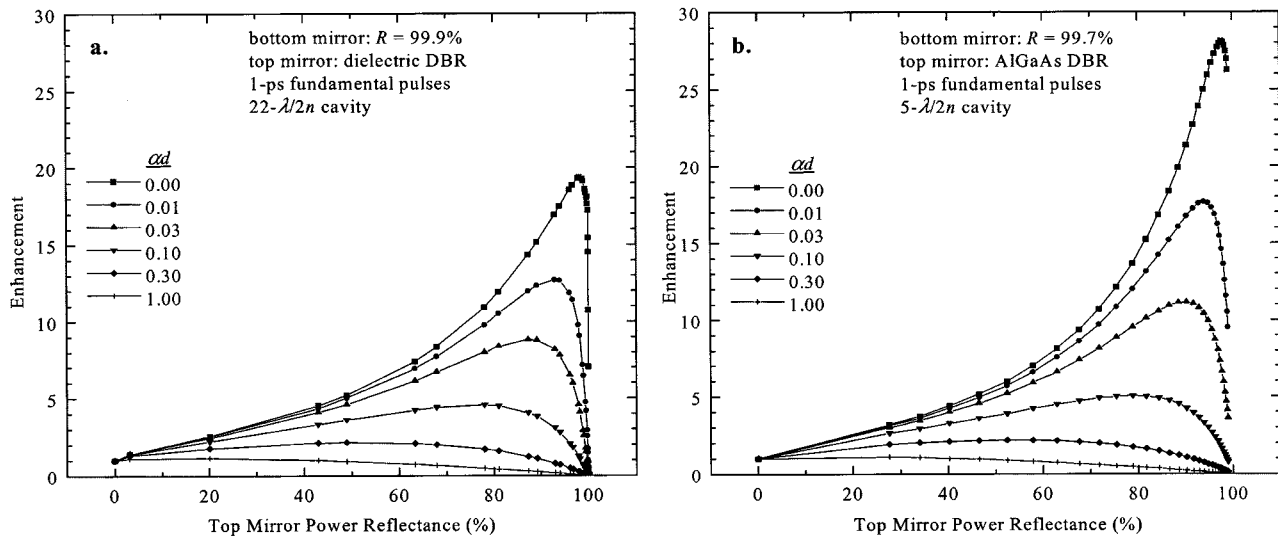 a.
bottom mirror: R = 99.9%
top mirror: dielectric DBR
1-ps fundamental pulses
22-λ/2n cavity
αd
0.00
0.01
0.03
0.10
0.30
1.00
30
25
20
15
10
5
0
Enhancement
0 20 40 60 80 100
Top Mirror Power Reflectance (%)
b.
bottom mirror: R = 99.7%
top mirror: AlGaAs DBR
1-ps fundamental pulses
5-λ/2n cavity
αd
0.00
0.01
0.03
0.10
0.30
1.00
30
25
20
15
10
5
0
Enhancement
0 20 40 60 80 100
Top Mirror Power Reflectance (%)